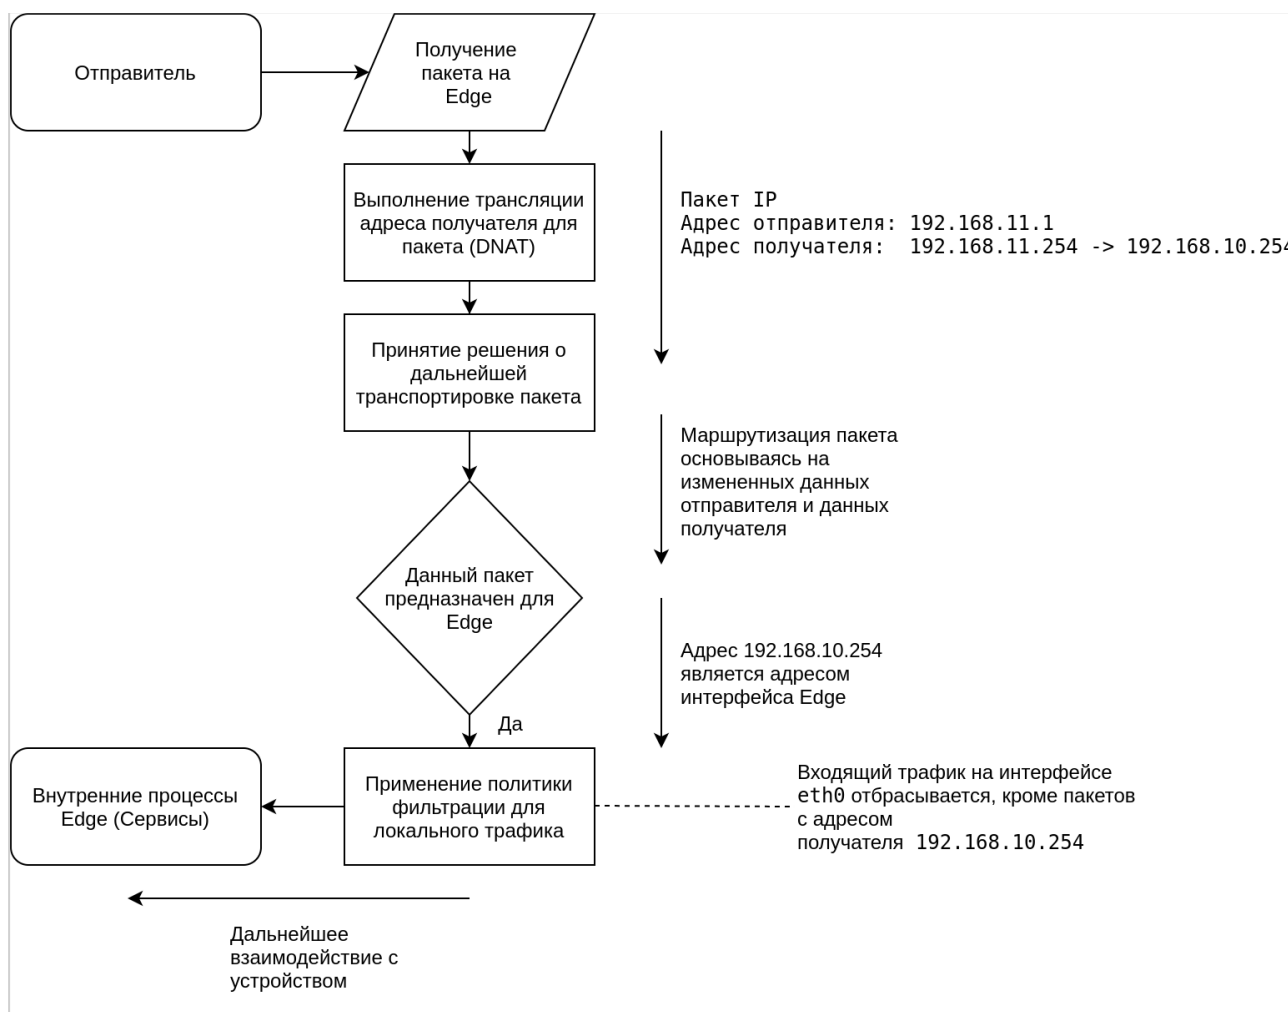 Отправитель
Получение
пакета на
Edge
Выполнение трансляции
адреса получателя для
пакета (DNAT)
Пакет IP
Адрес отправителя: 192.168.11.1
Адрес получателя:  192.168.11.254 -> 192.168.10.254
Принятие решения о
дальнейшей
транспортировке пакета
Маршрутизация пакета
основываясь на
измененных данных
отправителя и данных
получателя
Данный пакет
предназначен для
Edge
Адрес 192.168.10.254
является адресом
интерфейса Edge
Да
Внутренние процессы
Edge (Сервисы)
Применение политики
фильтрации для
локального трафика
Входящий трафик на интерфейсе
eth0 отбрасывается, кроме пакетов
с адресом
получателя 192.168.10.254
Дальнейшее
взаимодействие с
устройством